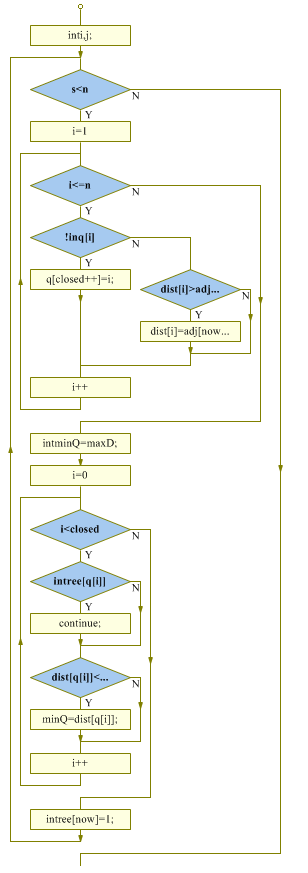 inti,j;
s<n
N
Y
i=1
i<=n
N
Y
!inq[i]
N
Y
q[closed++]=i;
dist[i]>adj...
N
Y
dist[i]=adj[now...
i++
intminQ=maxD;
i=0
i<closed
N
Y
intree[q[i]]
N
Y
continue;
dist[q[i]]<...
N
Y
minQ=dist[q[i]];
i++
intree[now]=1;